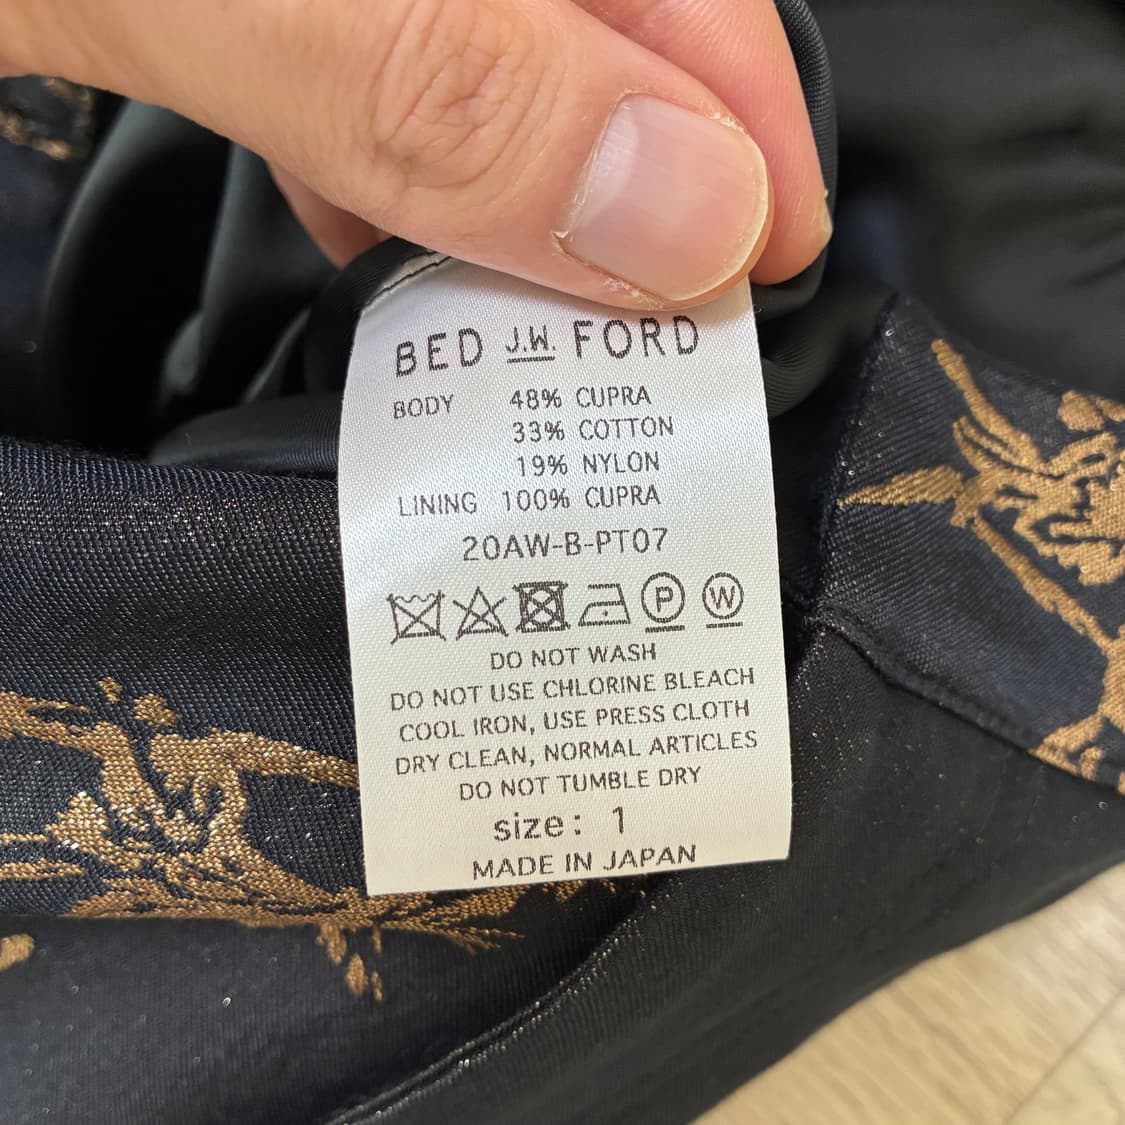 BED J.W. FORD
BODY 48% CUPRA
33% COTTON
19% NYLON
LINING 100% CUPRA
20AW-B-PT07
P W
DO NOT WASH
DO NOT USE CHLORINE BLEACH
COOL IRON, USE PRESS CLOTH
DRY CLEAN, NORMAL ARTICLES
DO NOT TUMBLE DRY
size: 1
MADE IN JAPAN